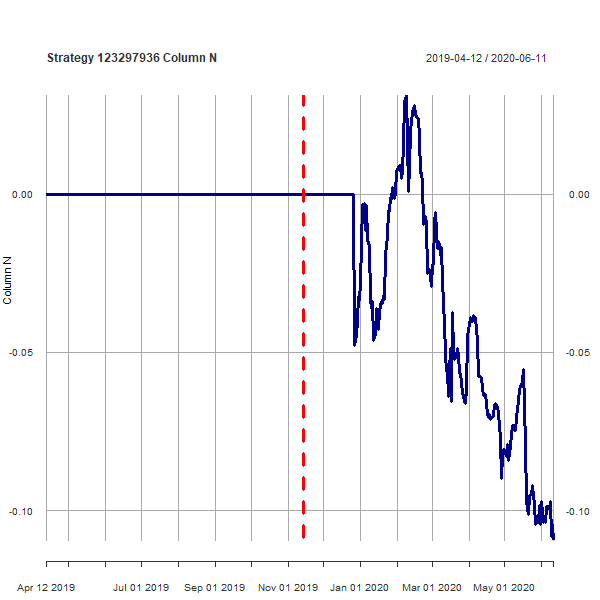 Strategy 123297936 Column N
2019-04-12 / 2020-06-11
Column N
0.00
-0.05
-0.10
0.00
-0.05
-0.10
Apr 12 2019
Jul 01 2019
Sep 01 2019
Nov 01 2019
Jan 01 2020
Mar 01 2020
May 01 2020